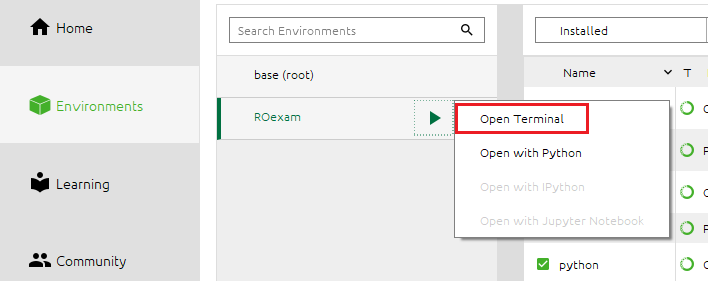 Home
Environments
Learning
Community
Search Environments
base (root)
ROexam
Open Terminal
Open with Python
Open with IPython
Open with Jupyter Notebook
Installed
Name T
python